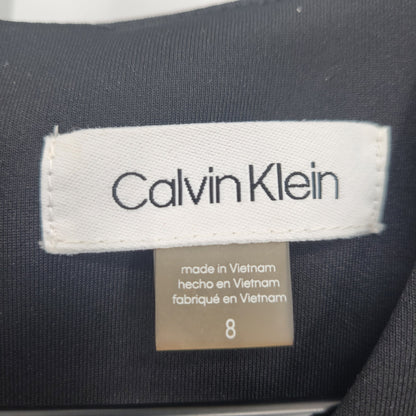 Calvin Klein
made in Vietnam
hecho en Vietnam
fabriqué en Vietnam
8